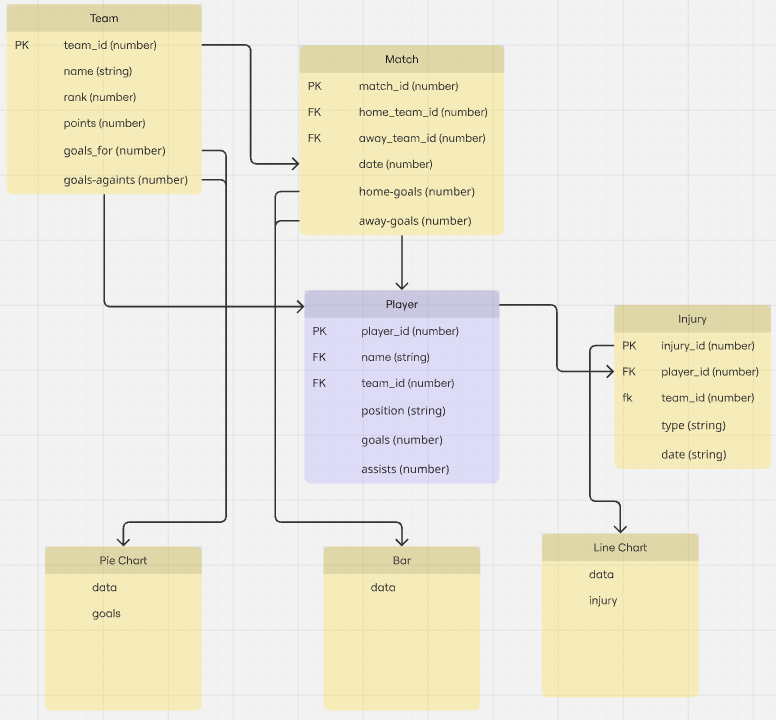 Team
PK team_id (number)
name (string)
rank (number)
points (number)
goals_for (number)
goals-againts (number)
Match
PK match_id (number)
FK home_team_id (number)
FK away_team_id (number)
date (number)
home-goals (number)
away-goals (number)
Player
PK player_id (number)
FK name (string)
FK team_id (number)
position (string)
goals (number)
assists (number)
Injury
PK injury_id (number)
FK player_id (number)
fk team_id (number)
type (string)
date (string)
Pie Chart
data
goals
Bar
data
Line Chart
data
injury